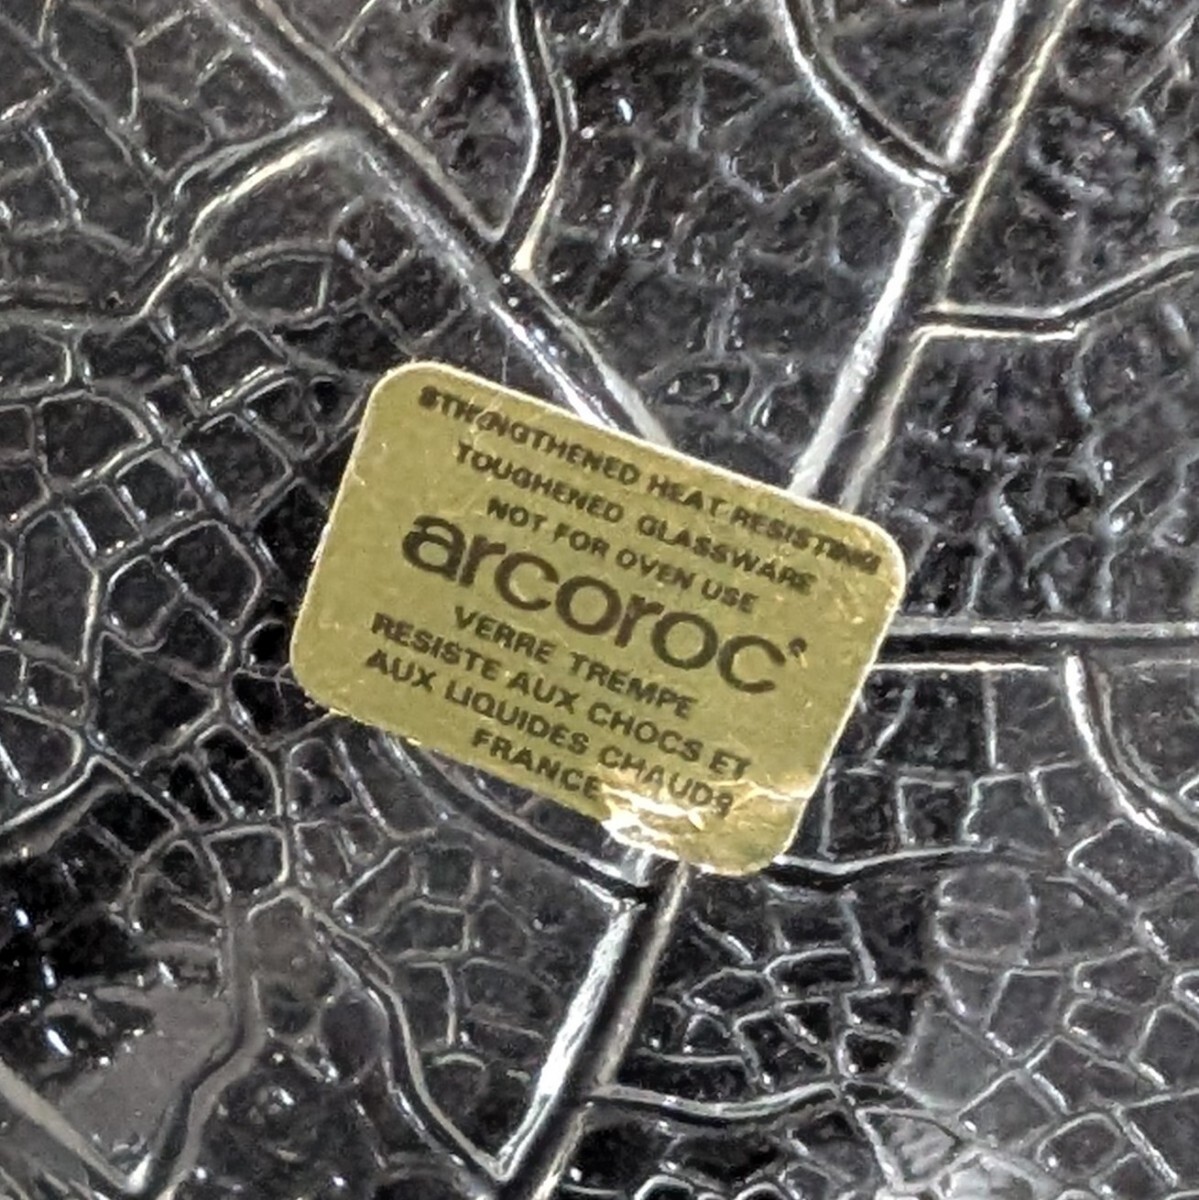 STRENGTHENED HEAT-RESISTING
TOUGHENED GLASSWARE
NOT FOR OVEN USE
arcoroc®
VERRE TREMPE
RESISTE AUX CHOCS ET
AUX LIQUIDES CHAUDS
FRANCE